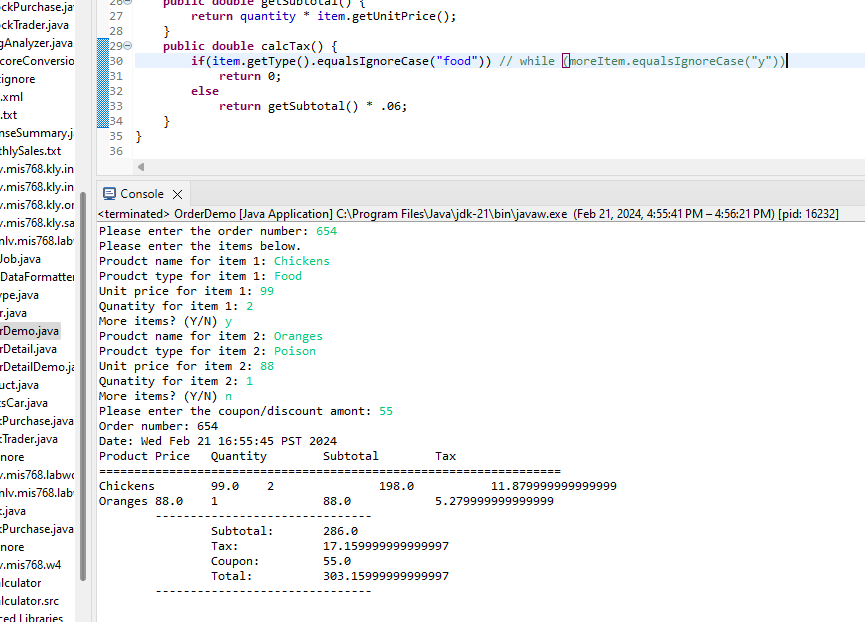 ckPurchase.jav
ckTrader.java
gAnalyzer.java
coreConversio
tignore
.xml
.txt
nseSummary.j
thlySales.txt
v.mis768.kly.in
v.mis768.kly.in
v.mis768.kly.or
v.mis768.kly.sa
nlv.mis768.lab
Job.java
DataFormatter
ype.java
r.java
rDemo.java
rDetail.java
rDetailDemo.ja
uct.java
tsCar.java
kPurchase.java
kTrader.java
nore
v.mis768.labwo
nlv.mis768.lab
t.java
kPurchase.java
nore
v.mis768.w4
alculator
alculator.src
ced Libraries
26 public double getSubtotal() {
27 return quantity * item.getUnitPrice();
28 }
29 public double calcTax() {
30 if(item.getType().equalsIgnoreCase("food")) // while (moreItem.equalsIgnoreCase("y"))
31 return 0;
32 else
33 return getSubtotal() * .06;
34 }
35 }
36
Console
<terminated> OrderDemo [Java Application] C:\Program Files\Java\jdk-21\bin\javaw.exe (Feb 21, 2024, 4:55:41 PM – 4:56:21 PM) [pid: 16232]
Please enter the order number: 654
Please enter the items below.
Proudct name for item 1: Chickens
Proudct type for item 1: Food
Unit price for item 1: 99
Qunatity for item 1: 2
More items? (Y/N) y
Proudct name for item 2: Oranges
Proudct type for item 2: Poison
Unit price for item 2: 88
Qunatity for item 2: 1
More items? (Y/N) n
Please enter the coupon/discount amont: 55
Order number: 654
Date: Wed Feb 21 16:55:45 PST 2024
Product Price Quantity Subtotal Tax
==================================================================
Chickens 99.0 2 198.0 11.879999999999999
Oranges 88.0 1 88.0 5.279999999999999
-------------------------------
Subtotal: 286.0
Tax: 17.159999999999997
Coupon: 55.0
Total: 303.15999999999997
-------------------------------